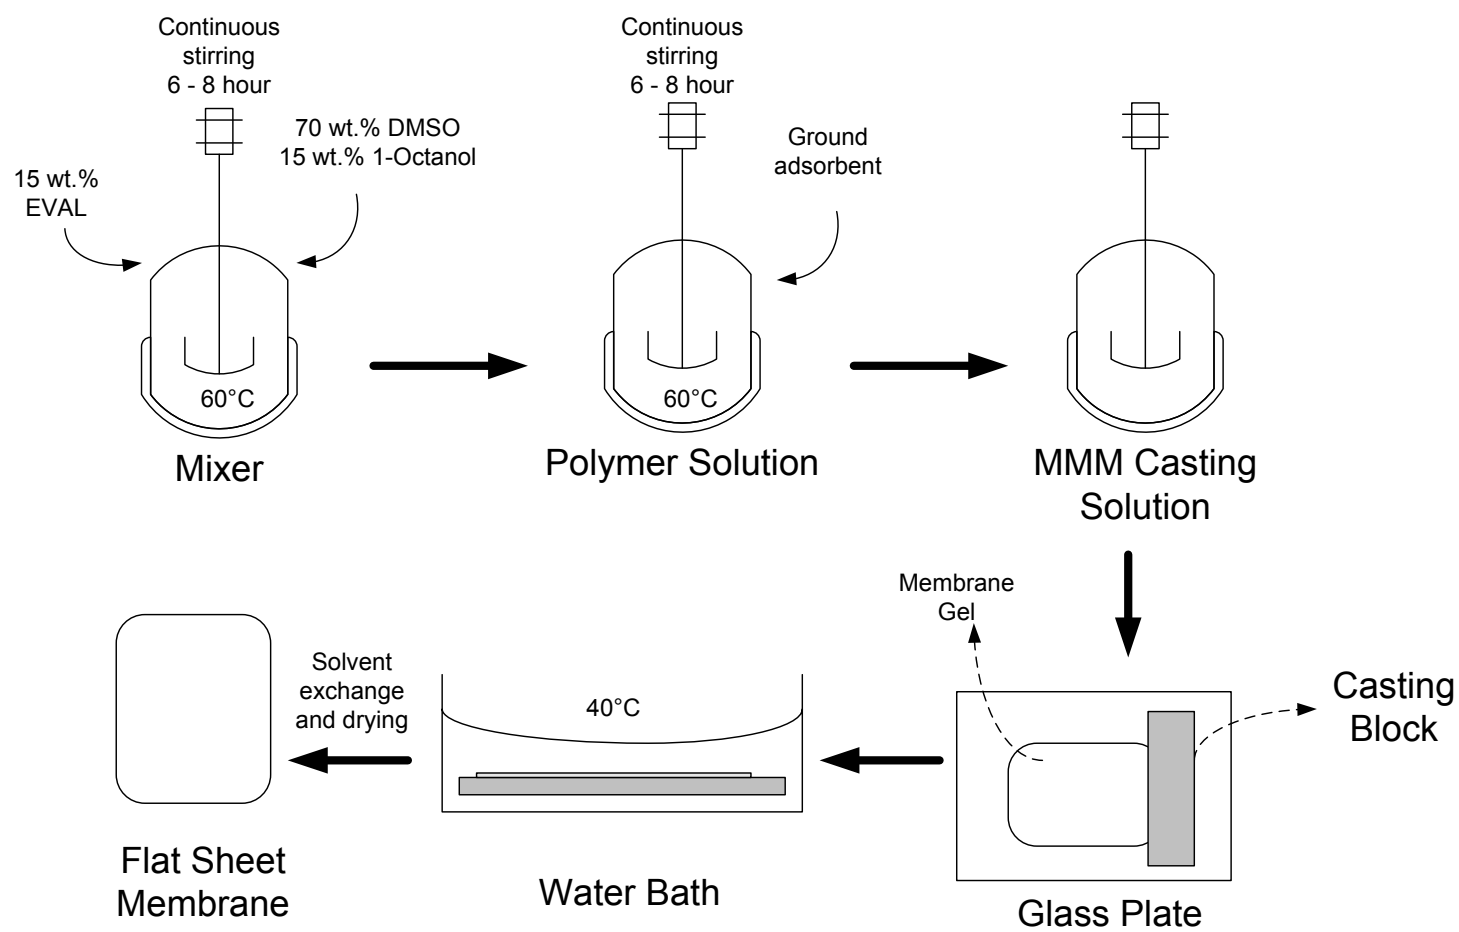 Continuous
stirring
6 - 8 hour
70 wt.% DMSO
15 wt.% 1-Octanol
15 wt.%
EVAL
60°C
Mixer
Continuous
stirring
6 - 8 hour
Ground
adsorbent
60°C
Polymer Solution
MMM Casting
Solution
Membrane
Gel
Casting
Block
Glass Plate
40°C
Water Bath
Solvent
exchange
and drying
Flat Sheet
Membrane